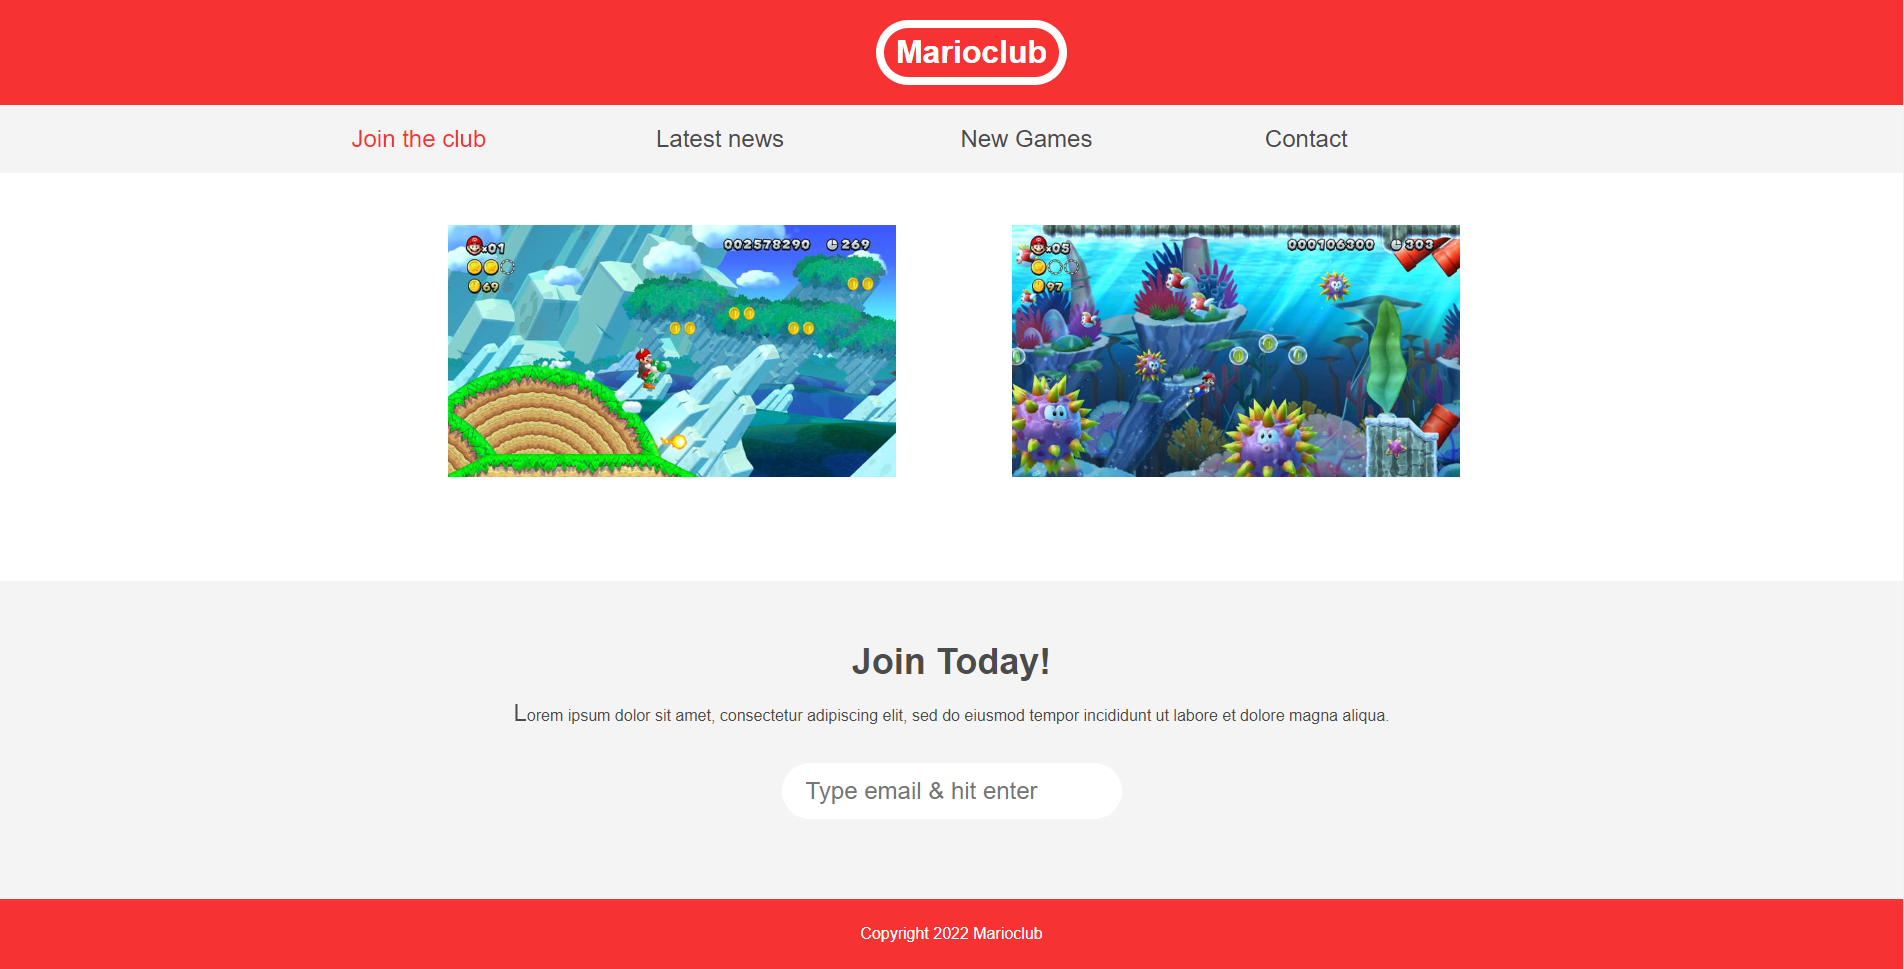 Marioclub
Join the club
Latest news
New Games
Contact
x01
002578290
269
69
x05
000106300
303
97
Join Today!
Lorem ipsum dolor sit amet, consectetur adipiscing elit, sed do eiusmod tempor incididunt ut labore et dolore magna aliqua.
Type email & hit enter
Copyright 2022 Marioclub